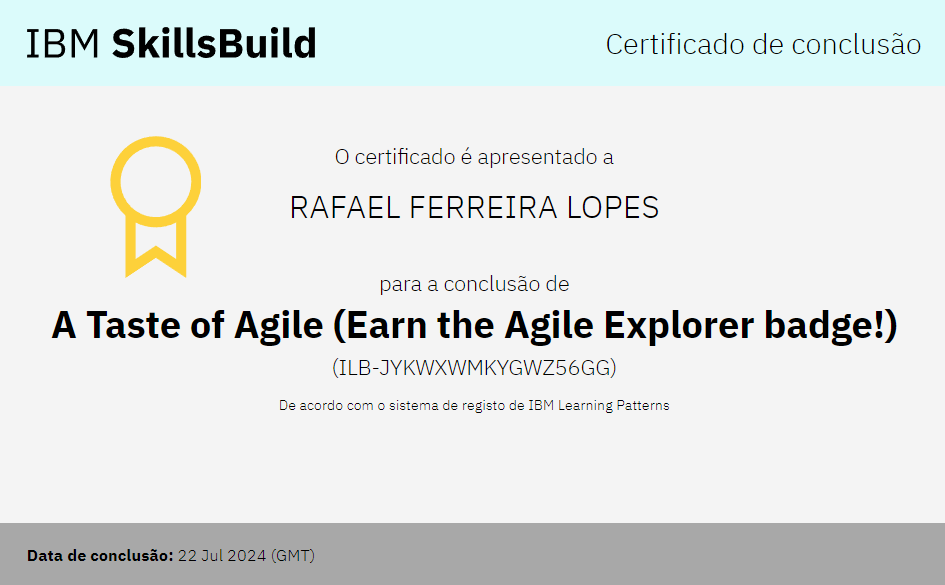 IBM SkillsBuild
Certificado de conclusão
O certificado é apresentado a
RAFAEL FERREIRA LOPES
para a conclusão de
A Taste of Agile (Earn the Agile Explorer badge!)
(ILB-JYKWXWMKYGWZ56GG)
De acordo com o sistema de registo de IBM Learning Patterns
Data de conclusão: 22 Jul 2024 (GMT)